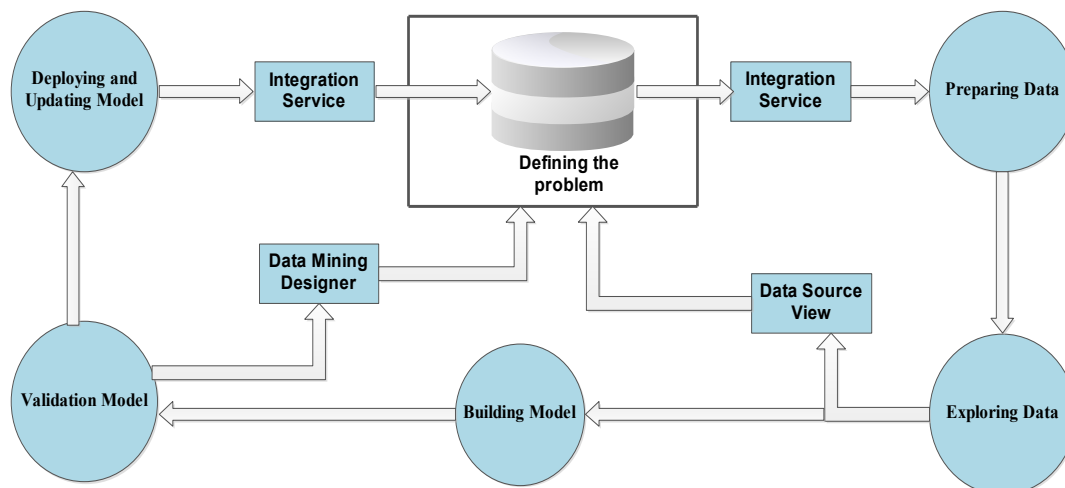 Deploying and
Updating Model
Integration
Service
Defining the
problem
Integration
Service
Preparing Data
Data Mining
Designer
Data Source
View
Validation Model
Building Model
Exploring Data